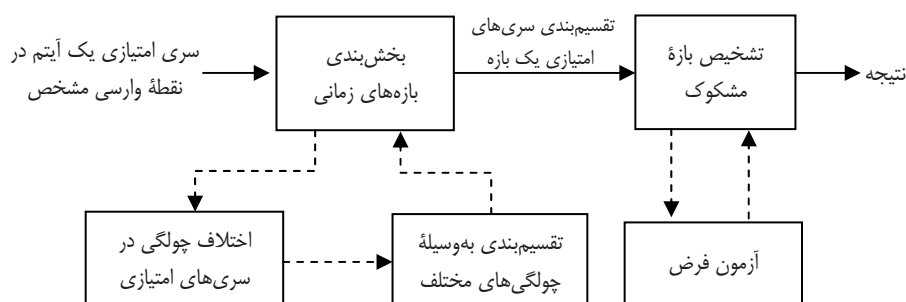 سری امتیازی یک آیتم در
نقطهٔ وارسی مشخص
بخش‌بندی
بازه‌های زمانی
تقسیم‌بندی سری‌های
امتیازی یک بازه
تشخیص بازهٔ
مشکوک
نتیجه
اختلاف چولگی در
سری‌های امتیازی
تقسیم‌بندی به‌وسیلهٔ
چولگی‌های مختلف
آزمون فرض